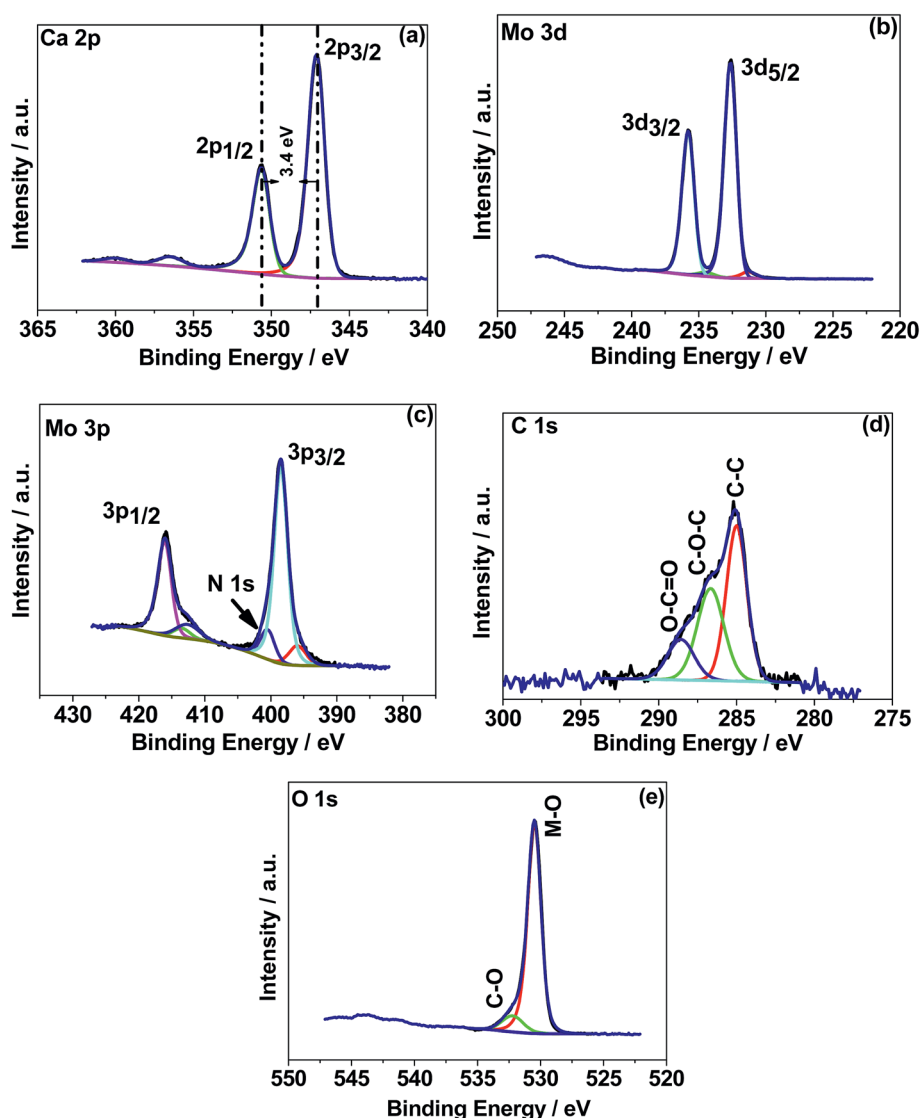 Ca 2p
(a)
2p3/2
2p1/2
3.4 eV
Intensity / a.u.
365 360 355 350 345 340
Binding Energy / eV
Mo 3d
(b)
3d5/2
3d3/2
Intensity / a.u.
250 245 240 235 230 225 220
Binding Energy / eV
Mo 3p
(c)
3p3/2
3p1/2
N 1s
Intensity / a.u.
430 420 410 400 390 380
Binding Energy / eV
C 1s
(d)
C-C
C-O-C
O-C=O
Intensity / a.u.
300 295 290 285 280 275
Binding Energy / eV
O 1s
(e)
M-O
C-O
Intensity / a.u.
550 545 540 535 530 525 520
Binding Energy / eV